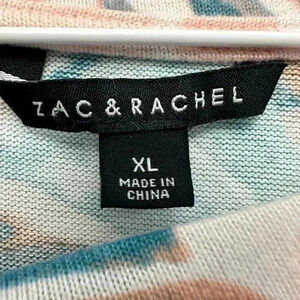 ZAC & RACHEL
XL
MADE IN
CHINA